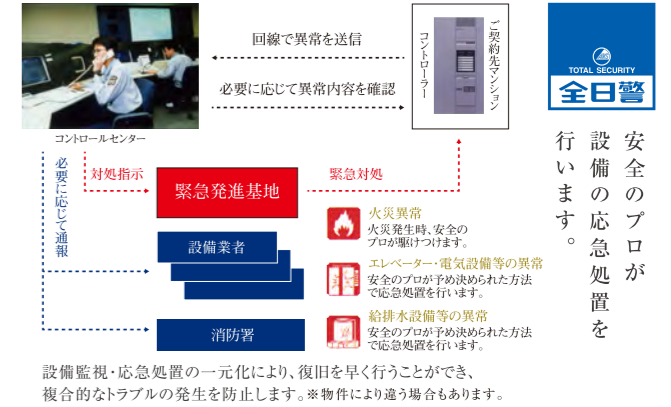 回線で異常を送信
必要に応じて異常内容を確認
コントローラー
ご契約先マンション
TOTAL SECURITY
全日警
安全のプロが
設備の応急処置を
行います。
コントロールセンター
必要に応じて通報
対処指示
緊急発進基地
緊急対処
設備業者
消防署
火災異常
火災発生時、安全の
プロが駆けつけます。
エレベーター・電気設備等の異常
安全のプロが予め決められた方法
で応急処置を行います。
給排水設備等の異常
安全のプロが予め決められた方法
で応急処置を行います。
設備監視・応急処置の一元化により、復旧を早く行うことができ、
複合的なトラブルの発生を防止します。※物件により違う場合もあります。